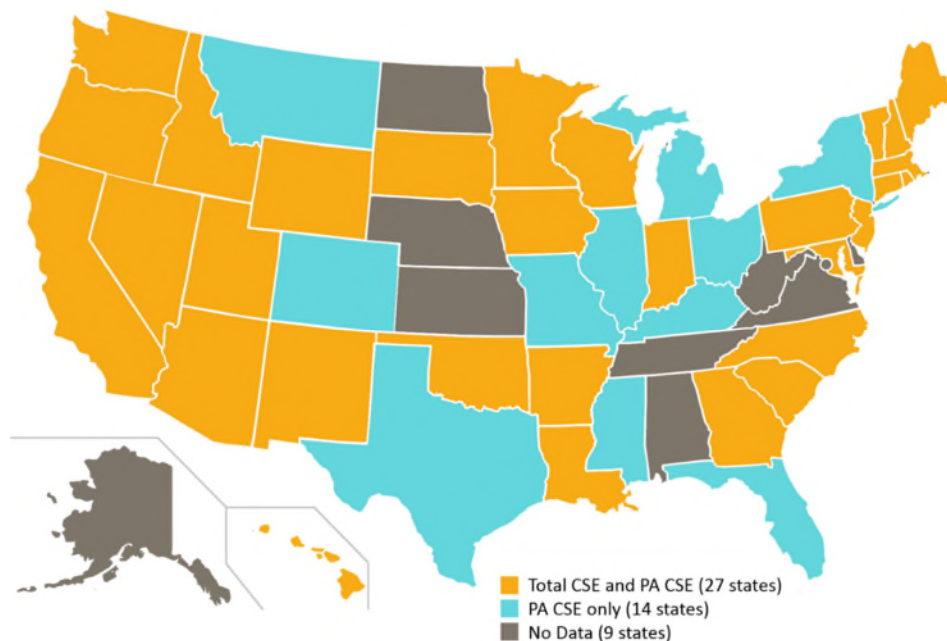 Total CSE and PA CSE (27 states)
PA CSE only (14 states)
No Data (9 states)